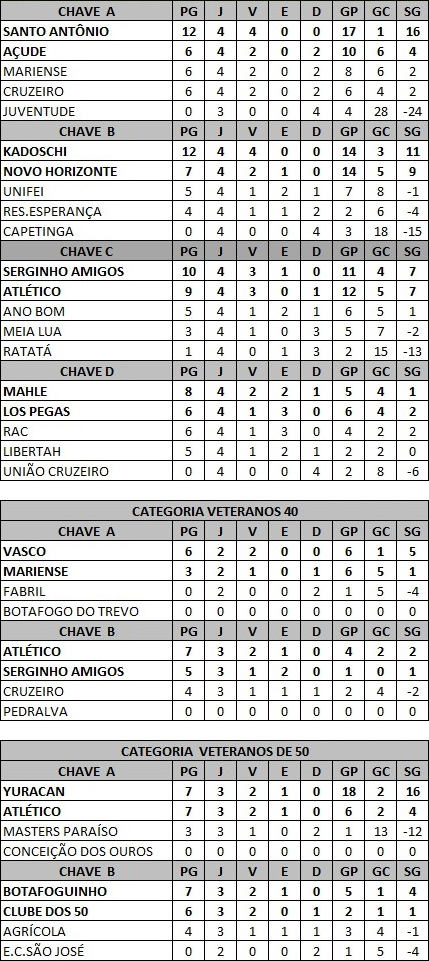 CHAVE A PG J V E D GP GC SG
SANTO ANTÔNIO 12 4 4 0 0 17 1 16
AÇUDE 6 4 2 0 2 10 6 4
MARIENSE 6 4 2 0 2 8 6 2
CRUZEIRO 6 4 2 0 2 6 4 2
JUVENTUDE 0 3 0 0 4 4 28 -24
CHAVE B PG J V E D GP GC SG
KADOSCHI 12 4 4 0 0 14 3 11
NOVO HORIZONTE 7 4 2 1 0 14 5 9
UNIFEI 5 4 1 2 1 7 8 -1
RES.ESPERANÇA 4 4 1 1 2 2 6 -4
CAPETINGA 0 4 0 0 4 3 18 -15
CHAVE C PG J V E D GP GC SG
SERGINHO AMIGOS 10 4 3 1 0 11 4 7
ATLÉTICO 9 4 3 0 1 12 5 7
ANO BOM 5 4 1 2 1 6 5 1
MEIA LUA 3 4 1 0 3 5 7 -2
RATATÁ 1 4 0 1 3 2 15 -13
CHAVE D PG J V E D GP GC SG
MAHLE 8 4 2 2 1 5 4 1
LOS PEGAS 6 4 1 3 0 6 4 2
RAC 6 4 1 3 0 4 2 2
LIBERTAH 5 4 1 2 1 2 2 0
UNIÃO CRUZEIRO 0 4 0 0 4 2 8 -6
CATEGORIA VETERANOS 40
CHAVE A PG J V E D GP GC SG
VASCO 6 2 2 0 0 6 1 5
MARIENSE 3 2 1 0 1 6 5 1
FABRIL 0 2 0 0 2 1 5 -4
BOTAFOGO DO TREVO 0 0 0 0 0 0 0 0
CHAVE B PG J V E D GP GC SG
ATLÉTICO 7 3 2 1 0 4 2 2
SERGINHO AMIGOS 5 3 1 2 0 1 0 1
CRUZEIRO 4 3 1 1 1 2 4 -2
PEDRALVA 0 0 0 0 0 0 0 0
CATEGORIA VETERANOS DE 50
CHAVE A PG J V E D GP GC SG
YURACAN 7 3 2 1 0 18 2 16
ATLÉTICO 7 3 2 1 0 6 2 4
MASTERS PARAÍSO 3 3 1 0 2 1 13 -12
CONCEIÇÃO DOS OUROS 0 0 0 0 0 0 0 0
CHAVE B PG J V E D GP GC SG
BOTAFOGUINHO 7 3 2 1 0 5 1 4
CLUBE DOS 50 6 3 2 0 1 2 1 1
AGRÍCOLA 4 3 1 1 1 3 4 -1
E.C.SÃO JOSÉ 0 2 0 0 2 1 5 -4